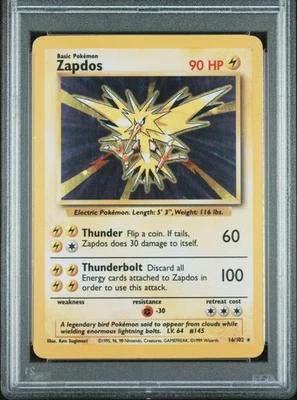 Basic Pokémon
Zapdos 90 HP
Electric Pokémon. Length: 5' 3", Weight: 116 lbs.
Thunder Flip a coin. If tails, Zapdos does 30 damage to itself. 60
Thunderbolt Discard all Energy cards attached to Zapdos in order to use this attack. 100
weakness resistance retreat cost
-30
A legendary bird Pokémon said to appear from clouds while
wielding enormous lightning bolts. LV. 64 #145
Illus. Ken Sugimori ©1995, 96, 98 Nintendo, Creatures, GAMEFREAK. ©1999 Wizards. 16/102 ★